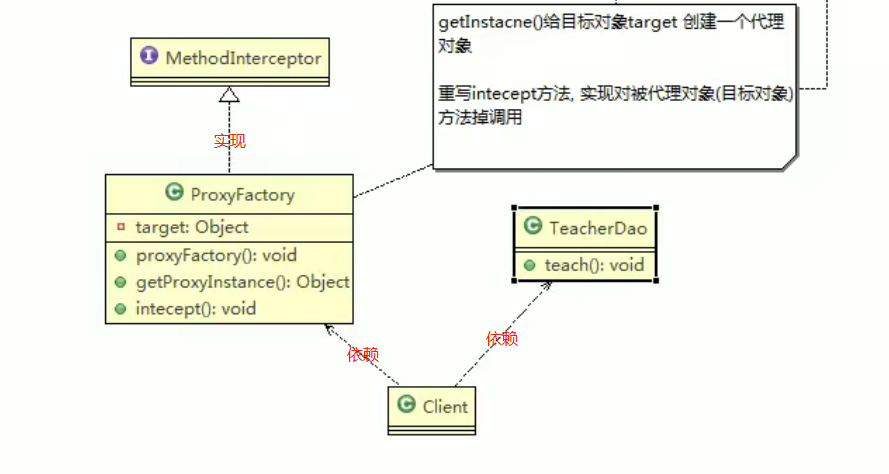 getInstacne()给目标对象target 创建一个代理
对象
重写intecept方法, 实现对被代理对象(目标对象)
方法掉调用
I MethodInterceptor
实现
C ProxyFactory
target: Object
proxyFactory(): void
getProxyInstance(): Object
intecept(): void
C TeacherDao
teach(): void
依赖
依赖
C Client